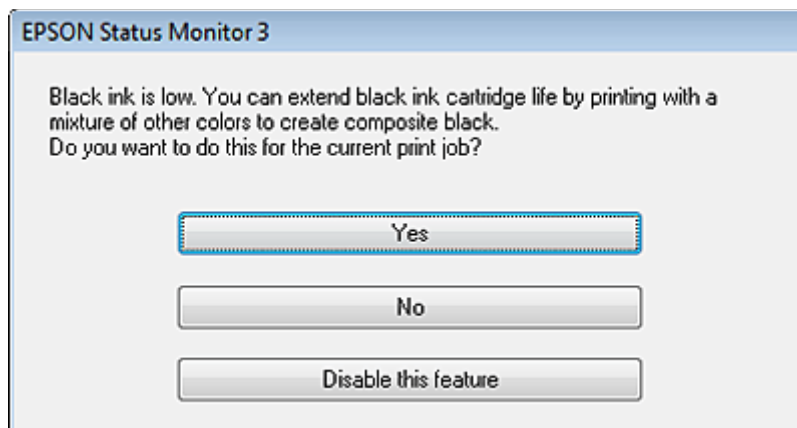 EPSON Status Monitor 3
Black ink is low. You can extend black ink cartridge life by printing with a
mixture of other colors to create composite black.
Do you want to do this for the current print job?
Yes
No
Disable this feature